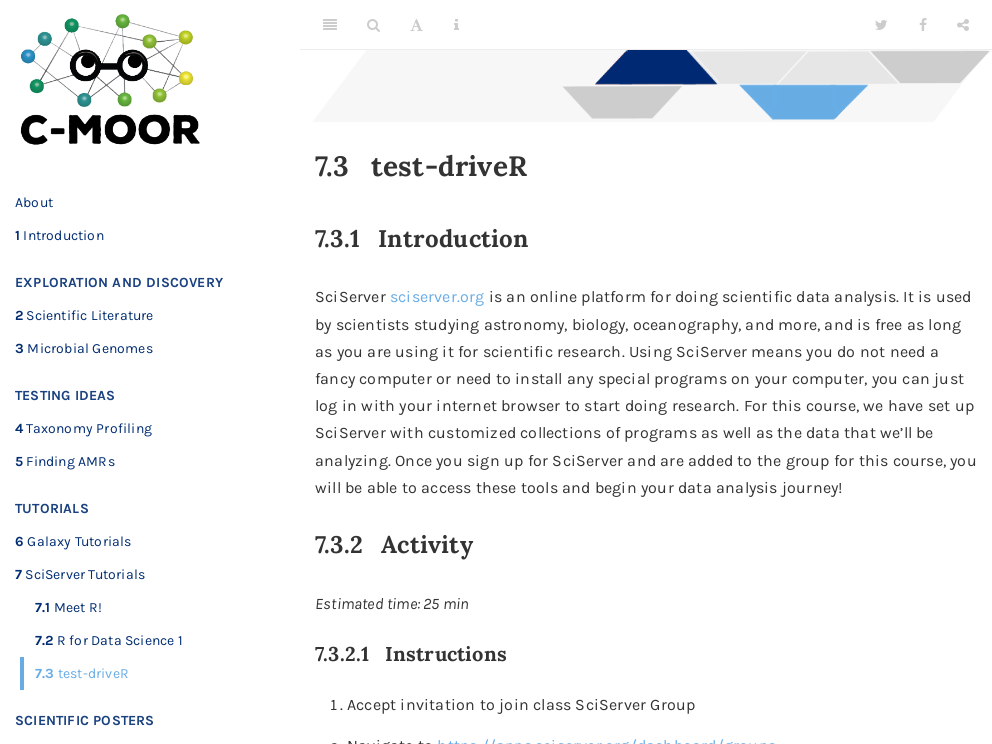 C-MOOR
About
1 Introduction
EXPLORATION AND DISCOVERY
2 Scientific Literature
3 Microbial Genomes
TESTING IDEAS
4 Taxonomy Profiling
5 Finding AMRs
TUTORIALS
6 Galaxy Tutorials
7 SciServer Tutorials
7.1 Meet R!
7.2 R for Data Science 1
7.3 test-driveR
SCIENTIFIC POSTERS
7.3 test-driveR
7.3.1 Introduction
SciServer sciserver.org is an online platform for doing scientific data analysis. It is used
by scientists studying astronomy, biology, oceanography, and more, and is free as long
as you are using it for scientific research. Using SciServer means you do not need a
fancy computer or need to install any special programs on your computer, you can just
log in with your internet browser to start doing research. For this course, we have set up
SciServer with customized collections of programs as well as the data that we'll be
analyzing. Once you sign up for SciServer and are added to the group for this course, you
will be able to access these tools and begin your data analysis journey!
7.3.2 Activity
Estimated time: 25 min
7.3.2.1 Instructions
1. Accept invitation to join class SciServer Group
2. Navigate to https://apps.sciserver.org/dashboard/groups